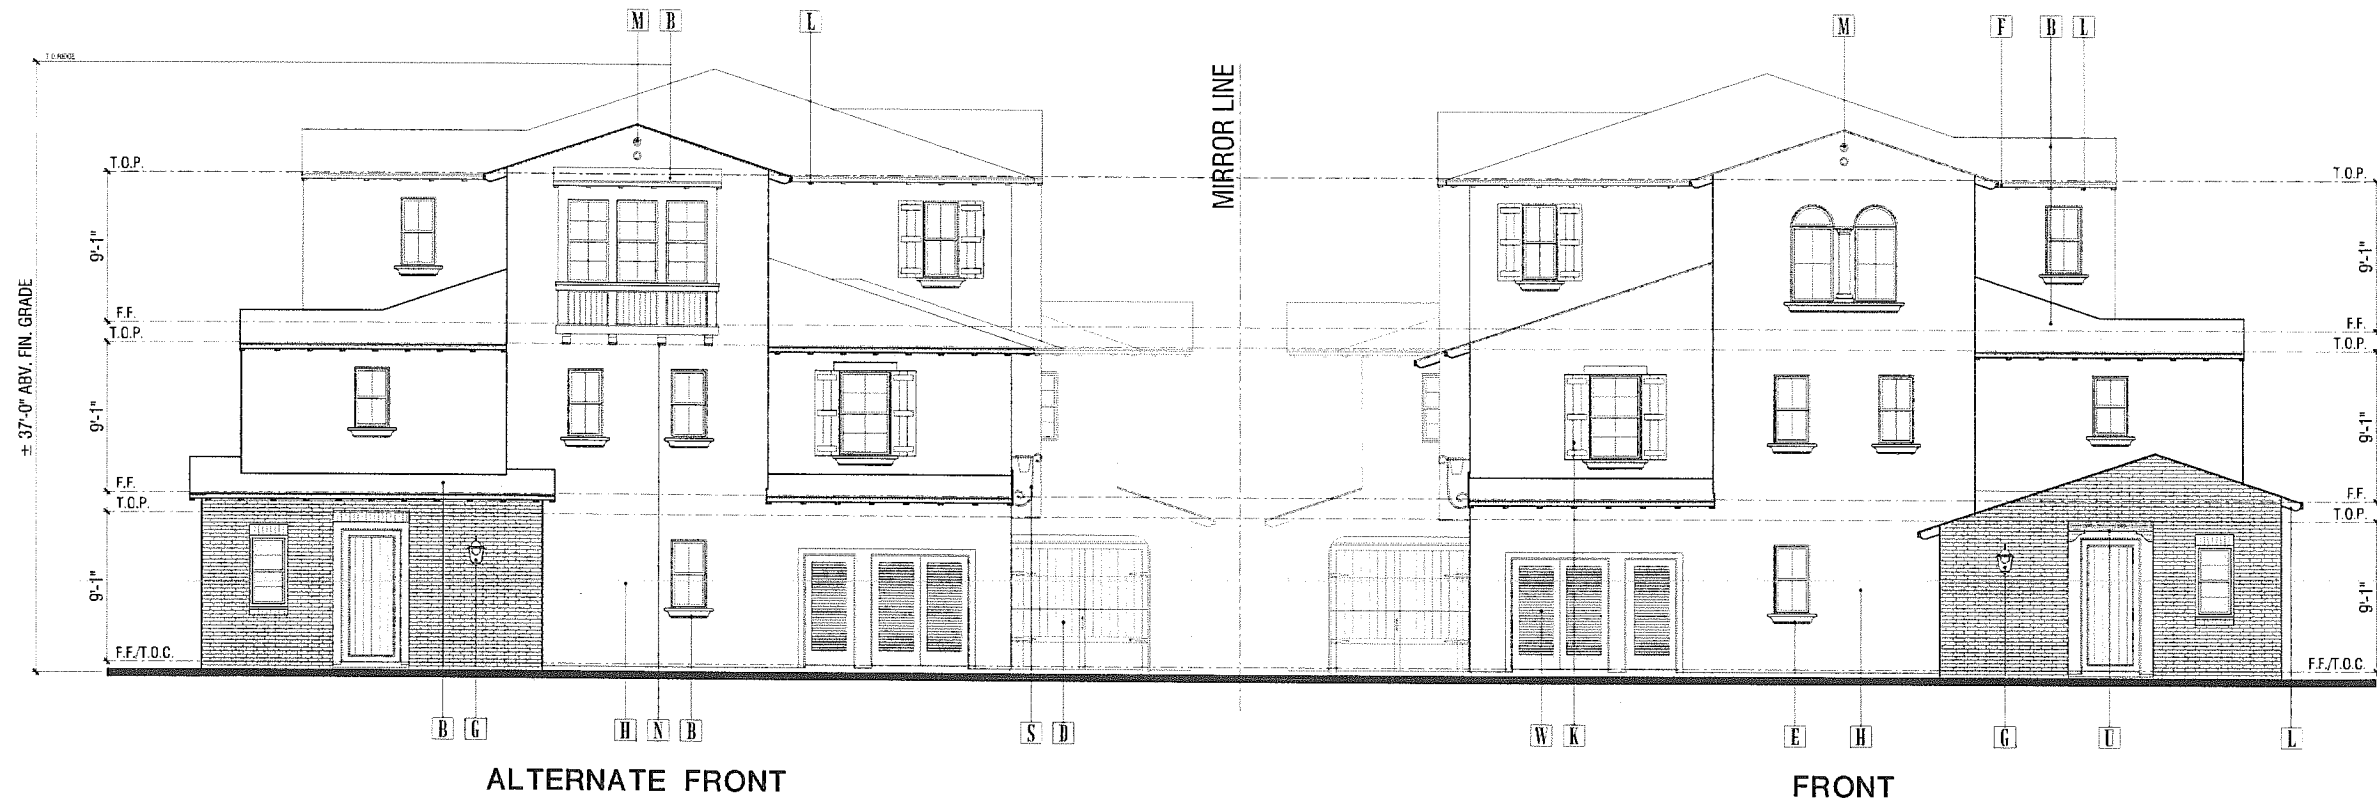 M B L
M F B L
T.O. RIDGE
MIRROR LINE
± 37'-0" ABV. FIN. GRADE
T.O.P.
9'-1"
F.F.
T.O.P.
9'-1"
F.F.
T.O.P.
9'-1"
F.F./T.O.C.
T.O.P.
9'-1"
F.F.
T.O.P.
9'-1"
F.F.
T.O.P.
9'-1"
F.F./T.O.C.
B G H N B S D
W K E H G U L
ALTERNATE FRONT
FRONT